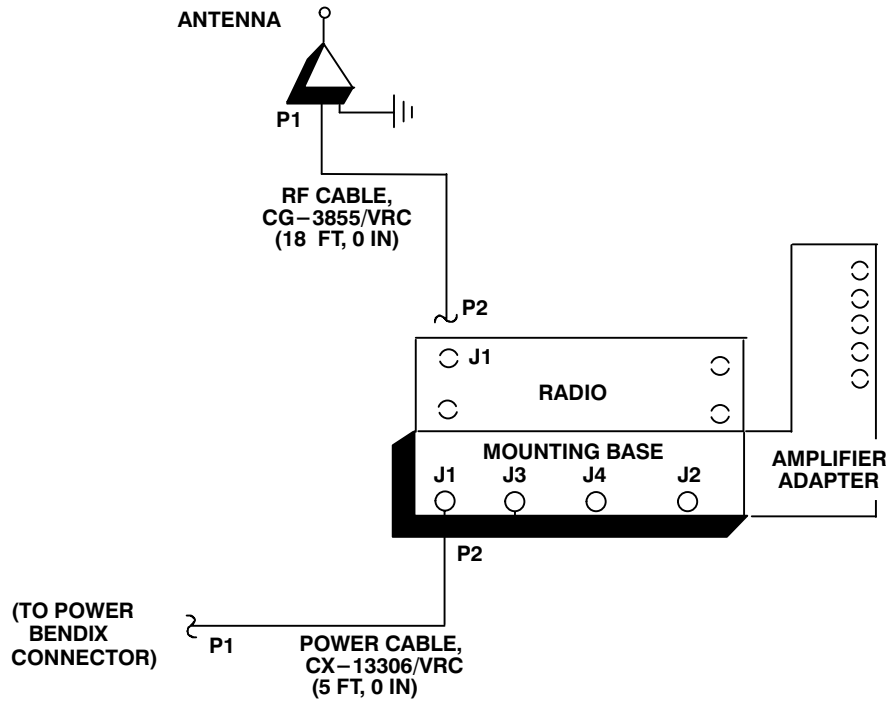 ANTENNA
P1
RF CABLE,
CG–3855/VRC
(18 FT, 0 IN)
P2
J1
RADIO
MOUNTING BASE
J1 J3 J4 J2
AMPLIFIER
ADAPTER
P2
(TO POWER
BENDIX
CONNECTOR)
P1
POWER CABLE,
CX–13306/VRC
(5 FT, 0 IN)